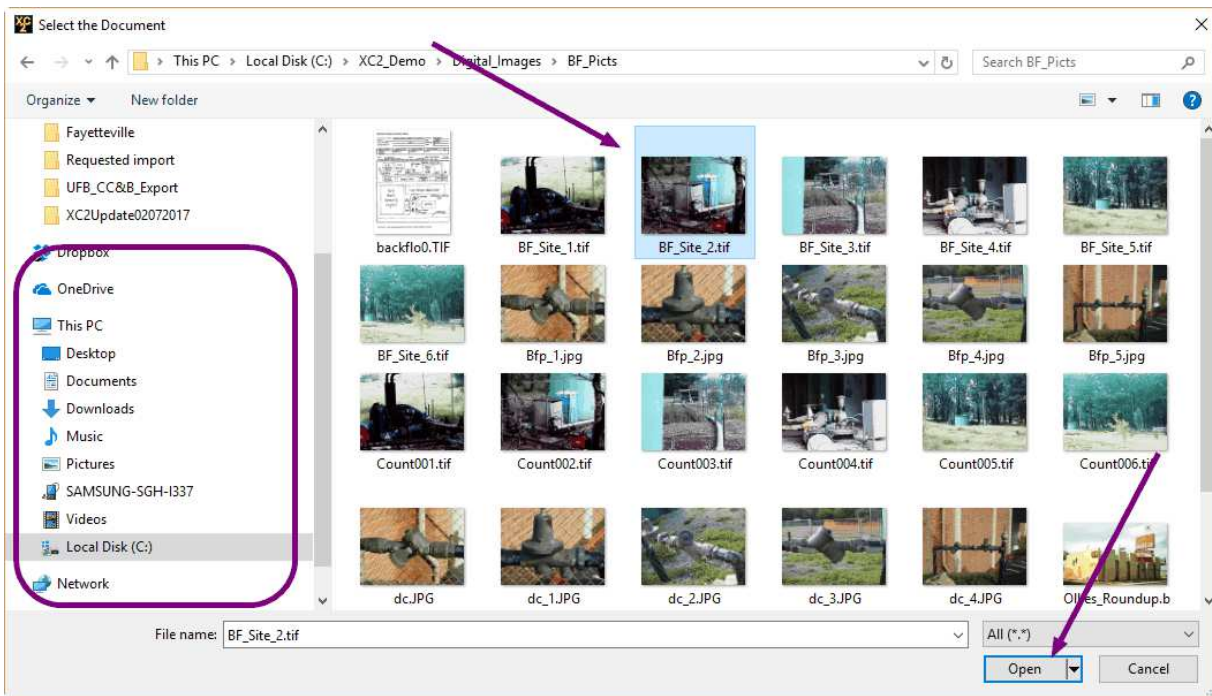 Select the Document
This PC > Local Disk (C:) > XC2_Demo > Digital_Images > BF_Picts
Search BF_Picts
Organize New folder
Fayetteville
Requested import
UFB_CC&B_Export
XC2Update02072017
Dropbox
OneDrive
This PC
Desktop
Documents
Downloads
Music
Pictures
SAMSUNG-SGH-I337
Videos
Local Disk (C:)
Network
backflo0.TIF BF_Site_1.tif BF_Site_2.tif BF_Site_3.tif BF_Site_4.tif BF_Site_5.tif
BF_Site_6.tif Bfp_1.jpg Bfp_2.jpg Bfp_3.jpg Bfp_4.jpg Bfp_5.jpg
Count001.tif Count002.tif Count003.tif Count004.tif Count005.tif Count006.tif
dc.JPG dc_1.JPG dc_2.JPG dc_3.JPG dc_4.JPG
File name: BF_Site_2.tif All (*.*)
Open Cancel